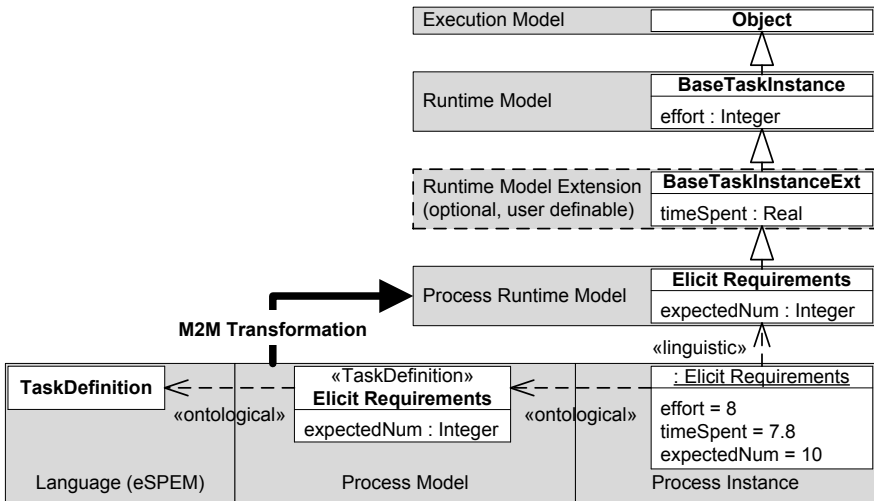 Execution Model
Object
Runtime Model
BaseTaskInstance
effort : Integer
Runtime Model Extension
(optional, user definable)
BaseTaskInstanceExt
timeSpent : Real
Process Runtime Model
Elicit Requirements
expectedNum : Integer
M2M Transformation
«linguistic»
TaskDefinition
«ontological»
«TaskDefinition»
Elicit Requirements
expectedNum : Integer
«ontological»
: Elicit Requirements
effort = 8
timeSpent = 7.8
expectedNum = 10
Language (eSPEM)
Process Model
Process Instance